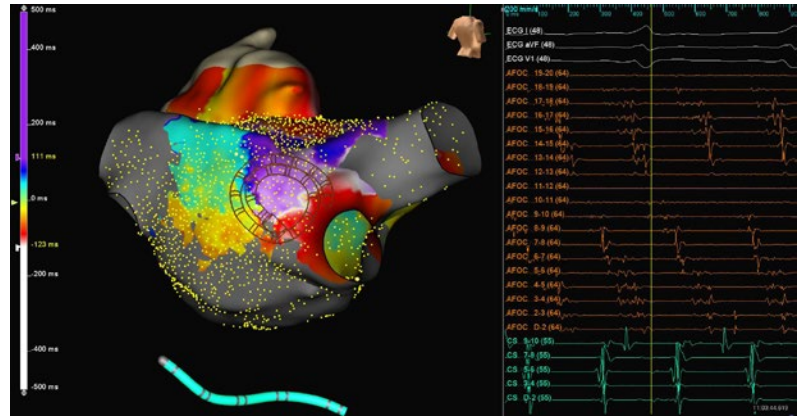 500 ms
400 ms
200 ms
111 ms
0 ms
-123 ms
-200 ms
-400 ms
-500 ms
200 mm/s
ECG I (48)
ECG aVF (48)
ECG V1 (48)
AFOC 19-20 (64)
AFOC 18-19 (64)
AFOC 17-18 (64)
AFOC 16-17 (64)
AFOC 15-16 (64)
AFOC 14-15 (64)
AFOC 13-14 (64)
AFOC 12-13 (64)
AFOC 11-12 (64)
AFOC 10-11 (64)
AFOC 9-10 (64)
AFOC 8-9 (64)
AFOC 7-8 (64)
AFOC 6-7 (64)
AFOC 5-6 (64)
AFOC 4-5 (64)
AFOC 3-4 (64)
AFOC 2-3 (64)
AFOC D-2 (64)
CS 9-10 (55)
CS 7-8 (55)
CS 5-6 (55)
CS 3-4 (55)
CS D-2 (55)